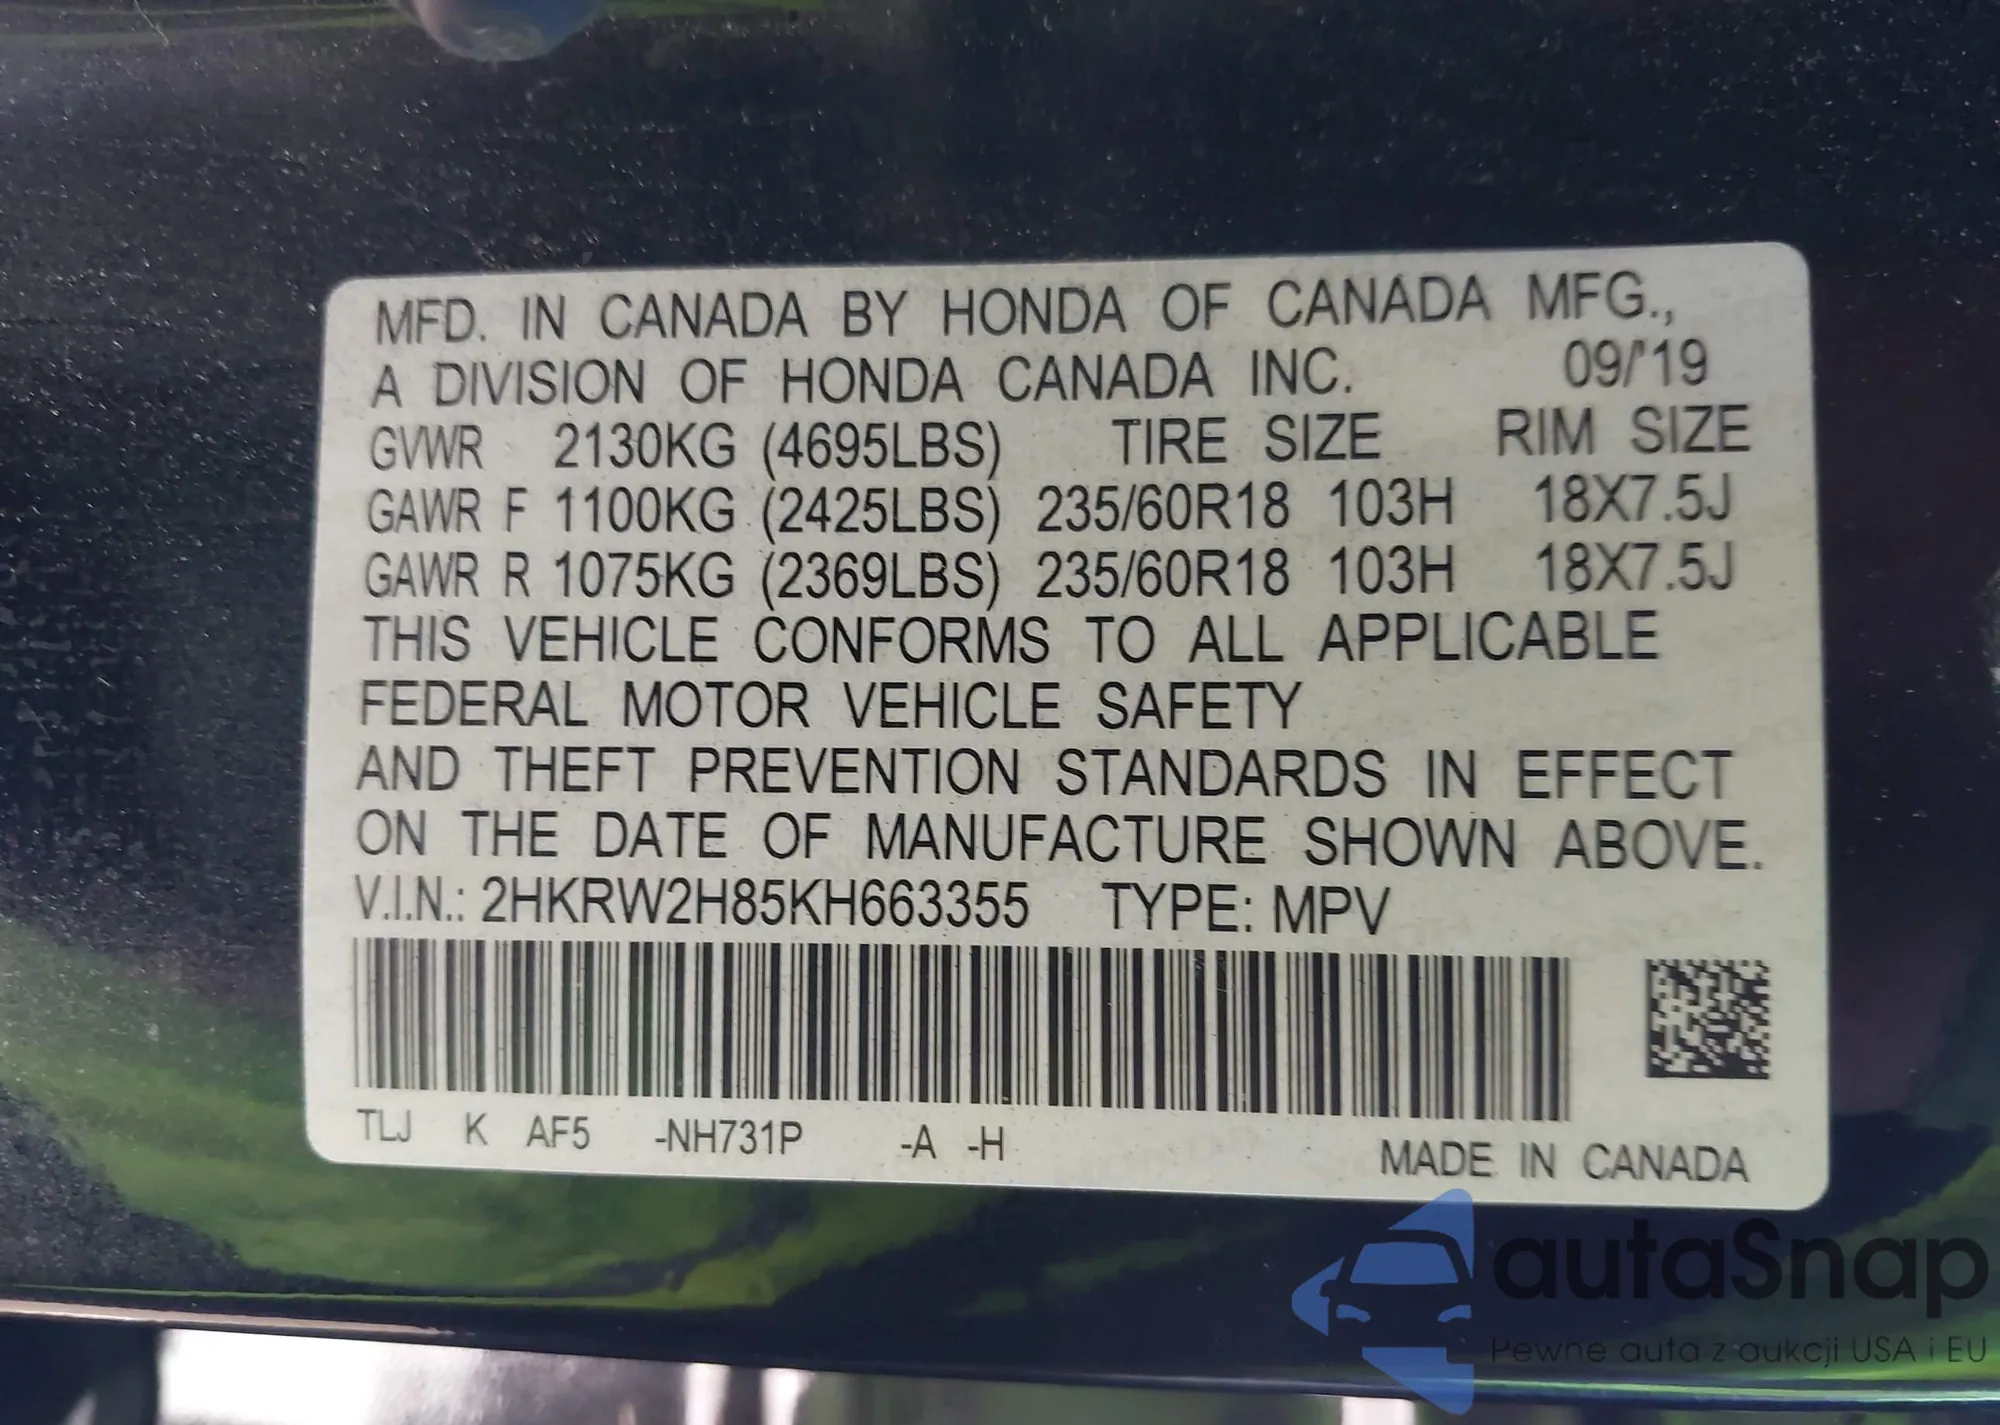 MFD. IN CANADA BY HONDA OF CANADA MFG.,
A DIVISION OF HONDA CANADA INC. 09/'19
GVWR 2130KG (4695LBS) TIRE SIZE RIM SIZE
GAWR F 1100KG (2425LBS) 235/60R18 103H 18X7.5J
GAWR R 1075KG (2369LBS) 235/60R18 103H 18X7.5J
THIS VEHICLE CONFORMS TO ALL APPLICABLE
FEDERAL MOTOR VEHICLE SAFETY
AND THEFT PREVENTION STANDARDS IN EFFECT
ON THE DATE OF MANUFACTURE SHOWN ABOVE.
V.I.N.: 2HKRW2H85KH663355 TYPE: MPV
TLJ K AF5 -NH731P -A -H
MADE IN CANADA
autaSnap
Pewne auta z aukcji USA i EU